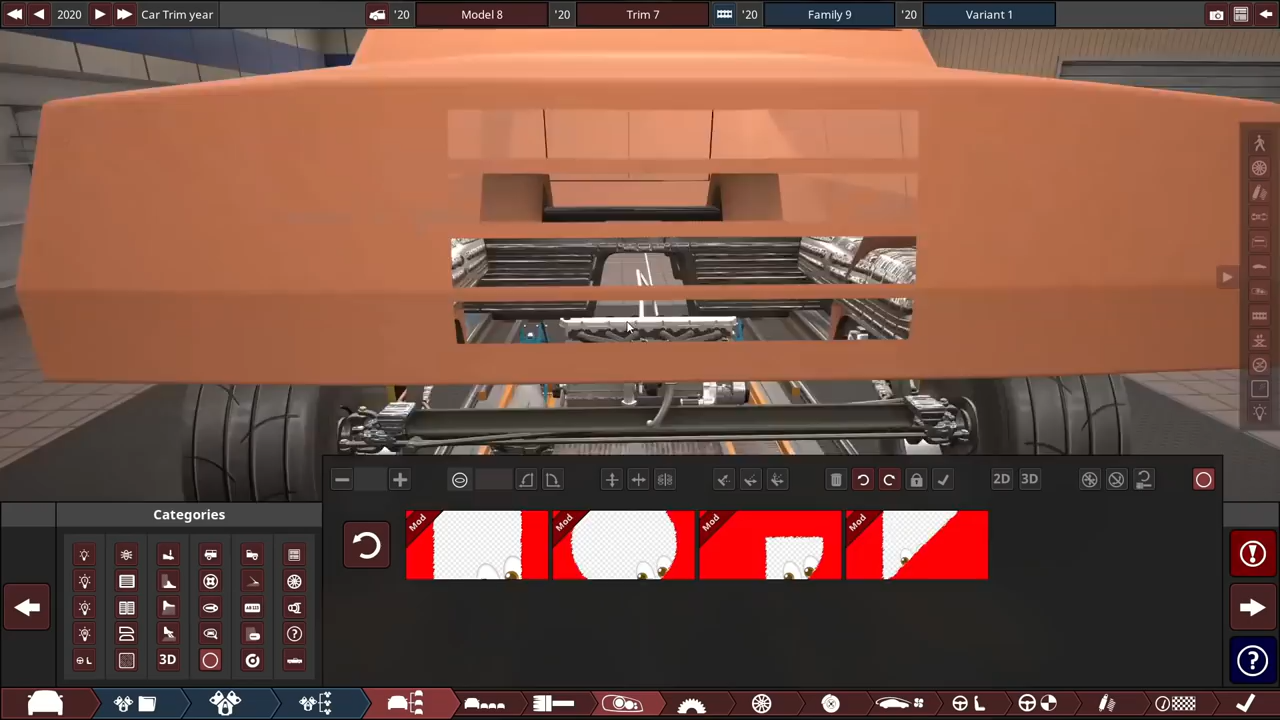 2020 Car Trim year '20 Model 8 '20 Trim 7 '20 Family 9 '20 Variant 1
2D 3D
Categories
Mod Mod Mod Mod
3D
L